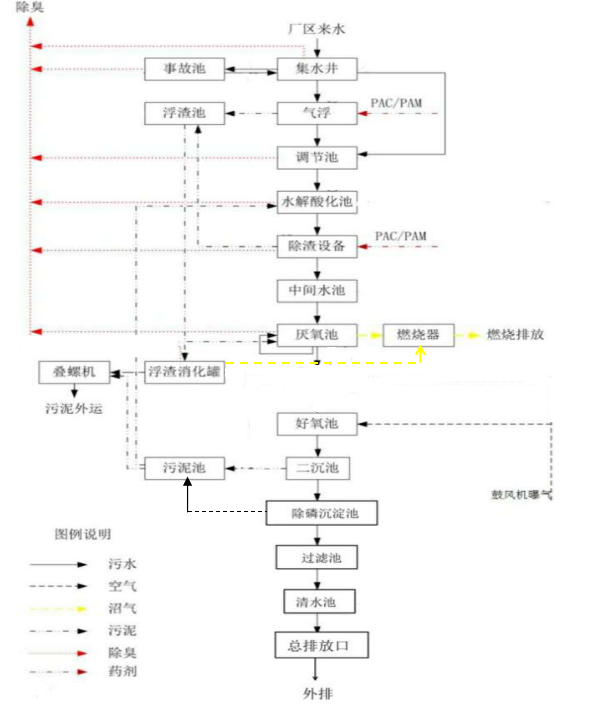 除臭
厂区来水
事故池
集水井
浮渣池
气浮
PAC/PAM
调节池
水解酸化池
除渣设备
PAC/PAM
中间水池
厌氧池
燃烧器
燃烧排放
叠螺机
浮渣消化罐
污泥外运
好氧池
污泥池
二沉池
鼓风机曝气
除磷沉淀池
图例说明
过滤池
污水
空气
清水池
沼气
污泥
总排放口
除臭
药剂
外排